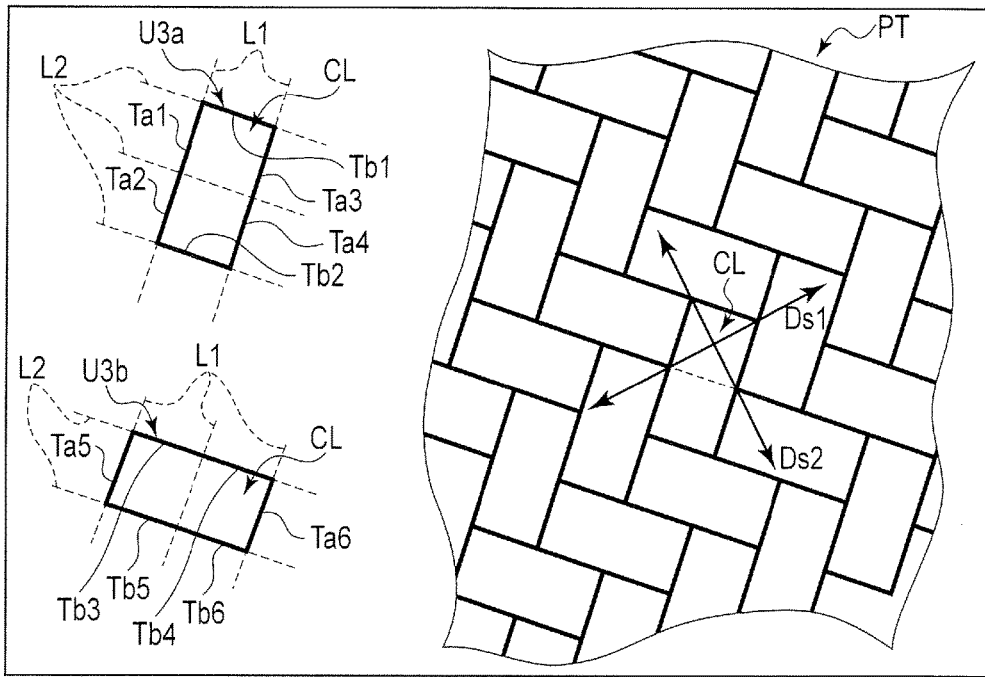 U3a
L1
CL
L2
Ta1
Tb1
Ta2
Ta3
Ta4
Tb2
L2
U3b
L1
CL
Ta5
Ta6
Tb5
Tb3
Tb4
Tb6
PT
CL
Ds1
Ds2